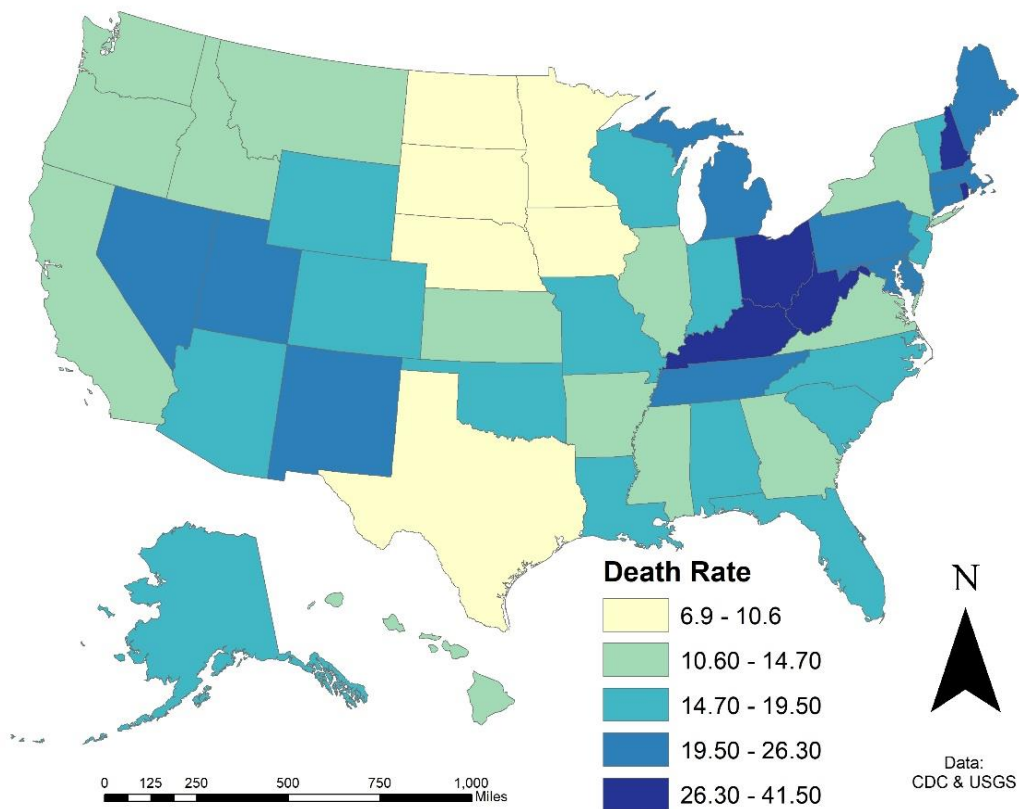 Death Rate
6.9 - 10.6
10.60 - 14.70
14.70 - 19.50
19.50 - 26.30
26.30 - 41.50
N
Data:
CDC & USGS
0 125 250 500 750 1,000
Miles